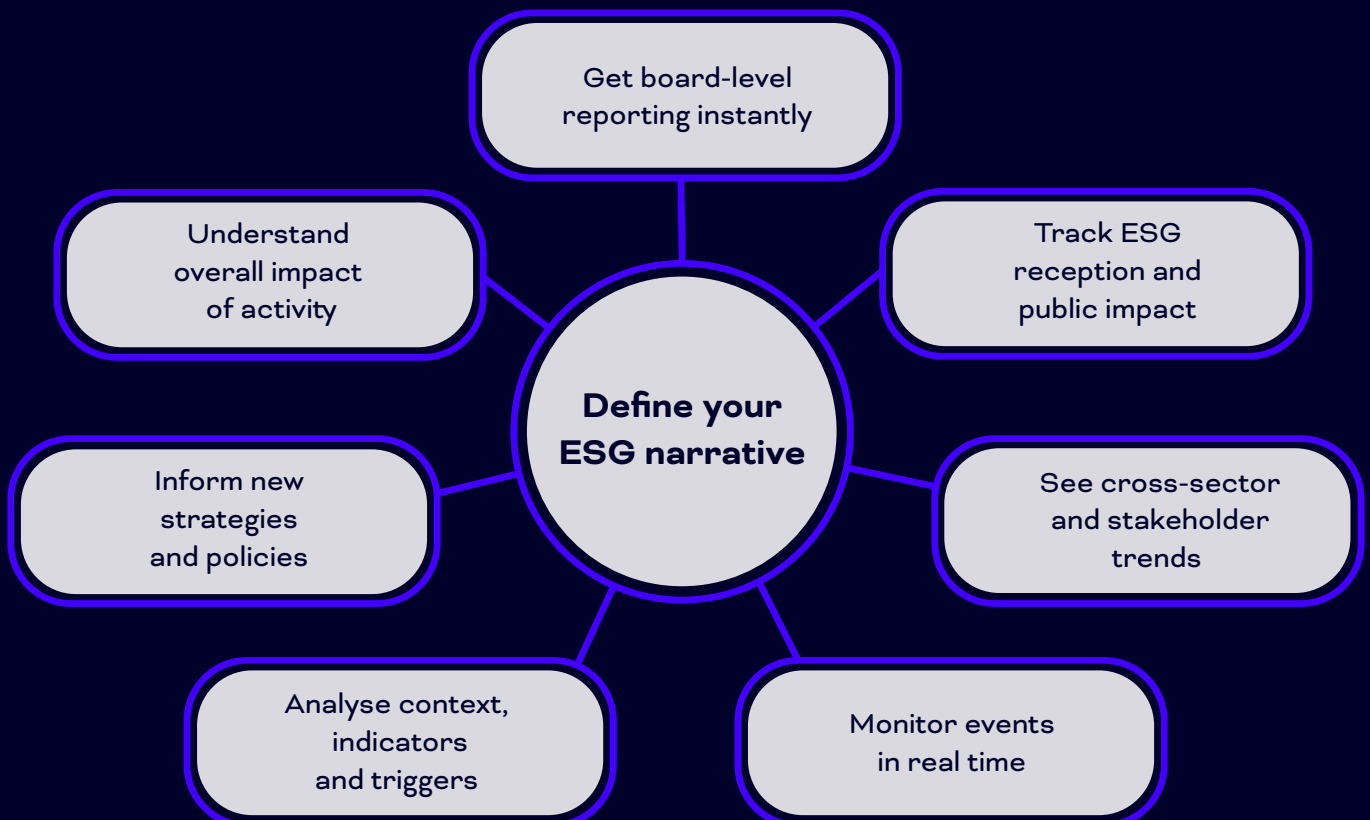 Get board-level
reporting instantly
Understand
overall impact
of activity
Track ESG
reception and
public impact
Define your
ESG narrative
Inform new
strategies
and policies
See cross-sector
and stakeholder
trends
Analyse context,
indicators
and triggers
Monitor events
in real time